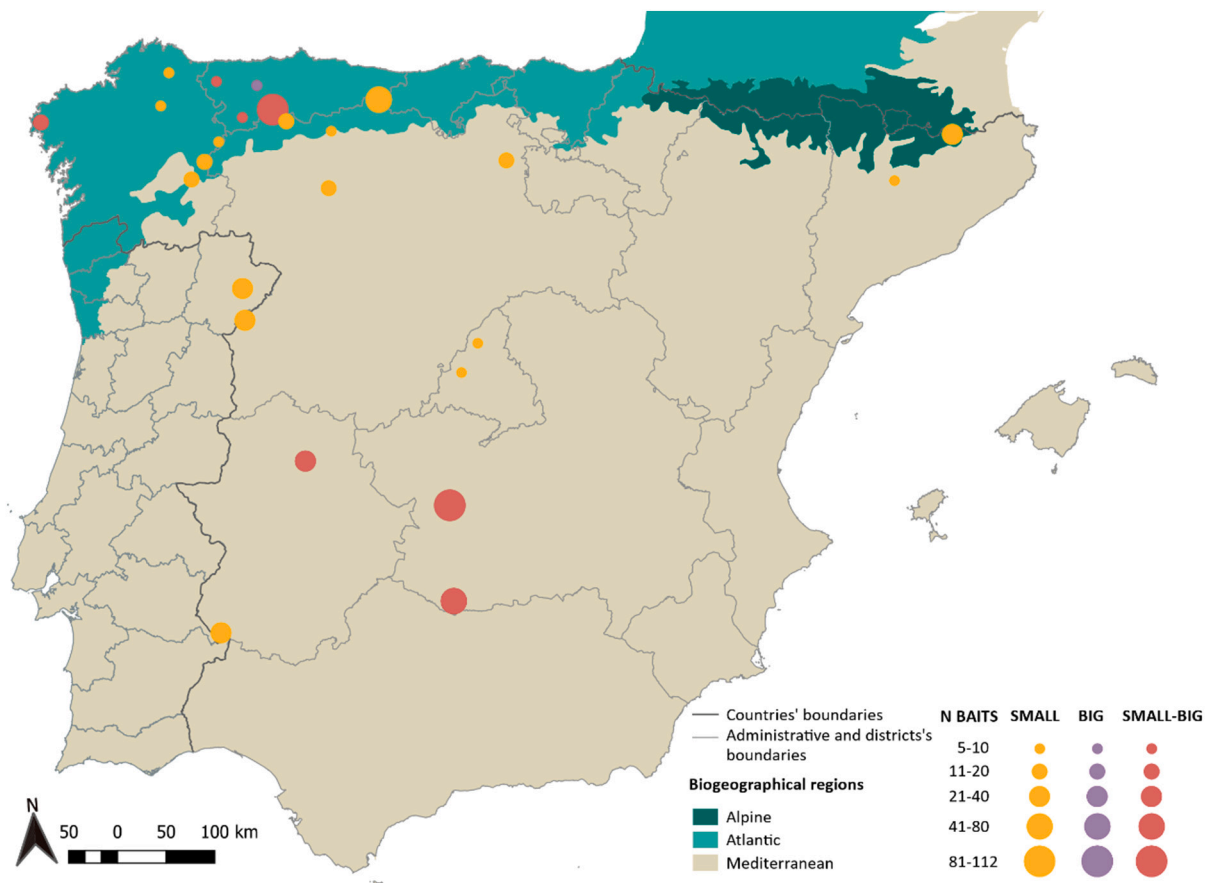 Countries' boundaries
Administrative and districts's
boundaries
Biogeographical regions
Alpine
Atlantic
Mediterranean
N BAITS SMALL BIG SMALL-BIG
5-10
11-20
21-40
41-80
81-112
N
50 0 50 100 km